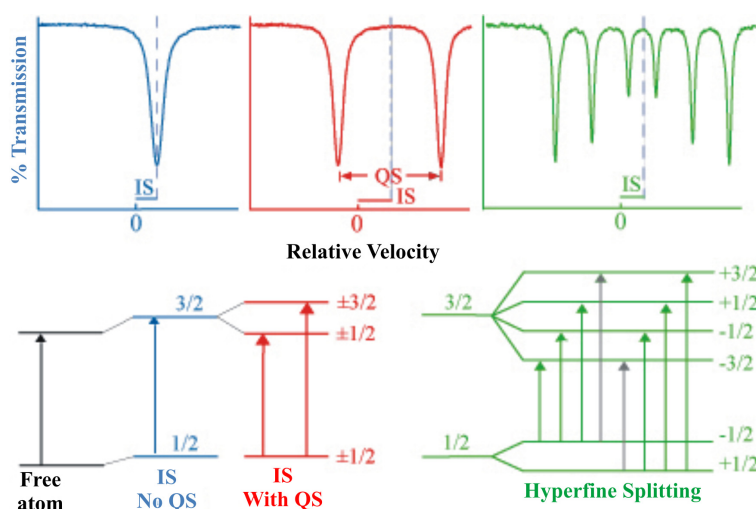 % Transmission
IS
0
QS
IS
0
IS
0
Relative Velocity
3/2
1/2
±3/2
±1/2
±1/2
Free
atom
IS
No QS
IS
With QS
3/2
1/2
+3/2
+1/2
-1/2
-3/2
-1/2
+1/2
Hyperfine Splitting